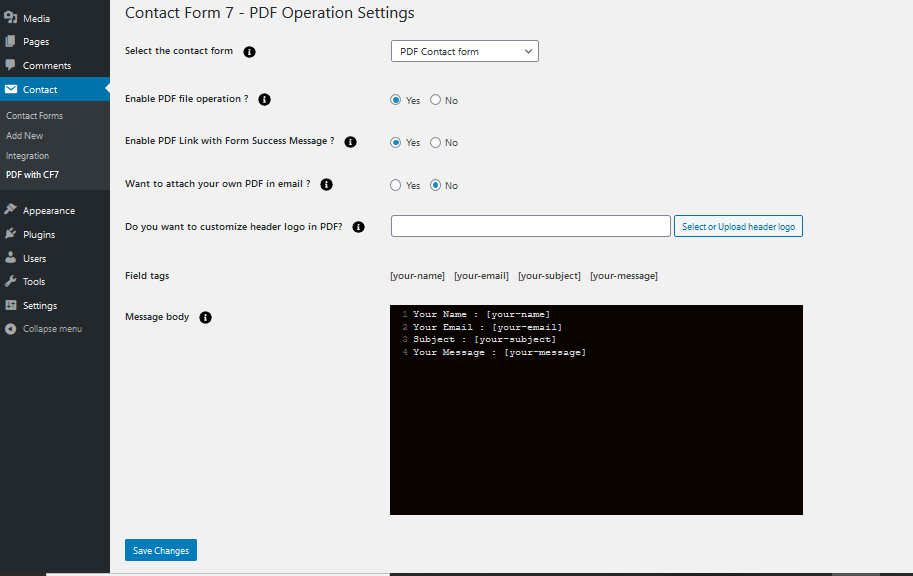 Media
Pages
Comments
Contact
Contact Forms
Add New
Integration
PDF with CF7
Appearance
Plugins
Users
Tools
Settings
Collapse menu
Contact Form 7 - PDF Operation Settings
Select the contact form
PDF Contact form
Enable PDF file operation ?
Yes No
Enable PDF Link with Form Success Message ?
Yes No
Want to attach your own PDF in email ?
Yes No
Do you want to customize header logo in PDF?
Select or Upload header logo
Field tags
[your-name] [your-email] [your-subject] [your-message]
Message body
1 Your Name : [your-name]
2 Your Email : [your-email]
3 Subject : [your-subject]
4 Your Message : [your-message]
Save Changes